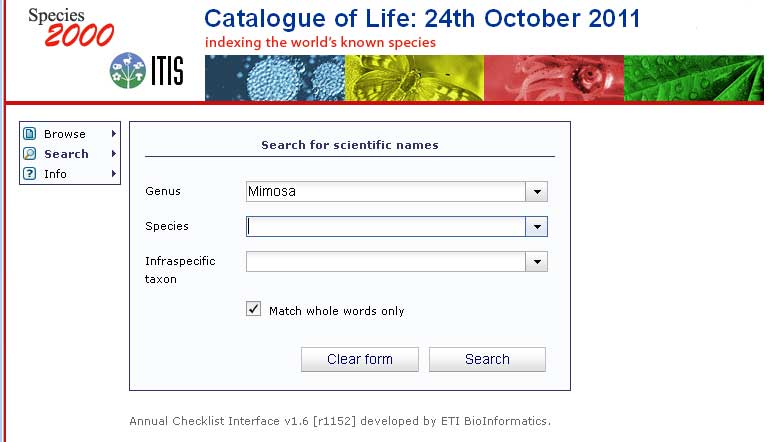 Species
2000
ITIS
Catalogue of Life: 24th October 2011
indexing the world's known species
Browse
Search
Info
Search for scientific names
Genus
Mimosa
Species
Infraspecific
taxon
Match whole words only
Clear form
Search
Annual Checklist Interface v1.6 [r1152] developed by ETI BioInformatics.